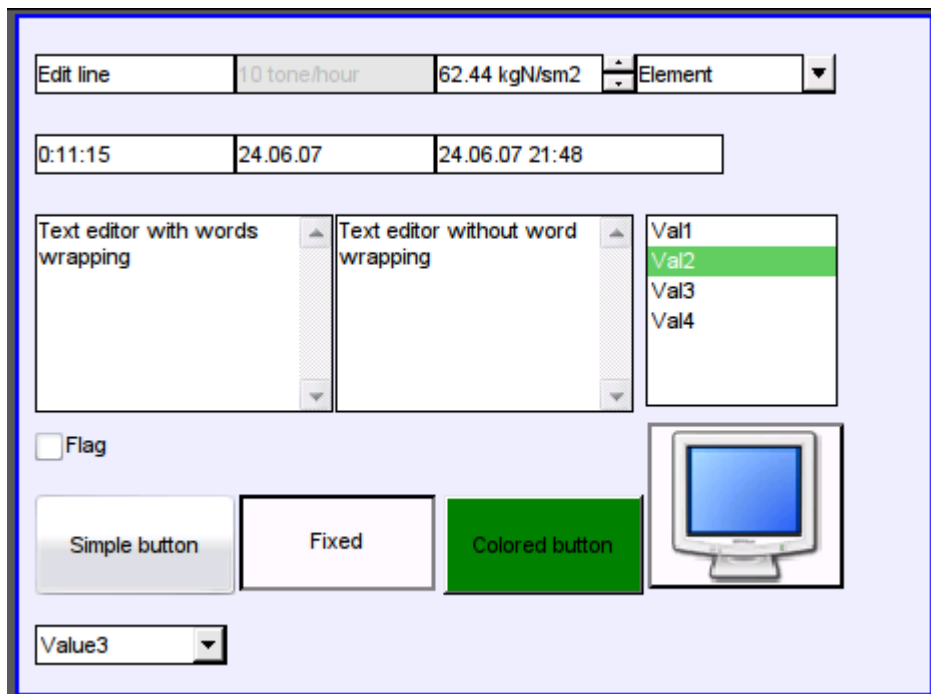 Edit line 10 tone/hour 62.44 kgN/sm2 Element
0:11:15 24.06.07 24.06.07 21:48
Text editor with words
wrapping
Text editor without word
wrapping
Val1
Val2
Val3
Val4
Flag
Simple button Fixed Colored button
Value3